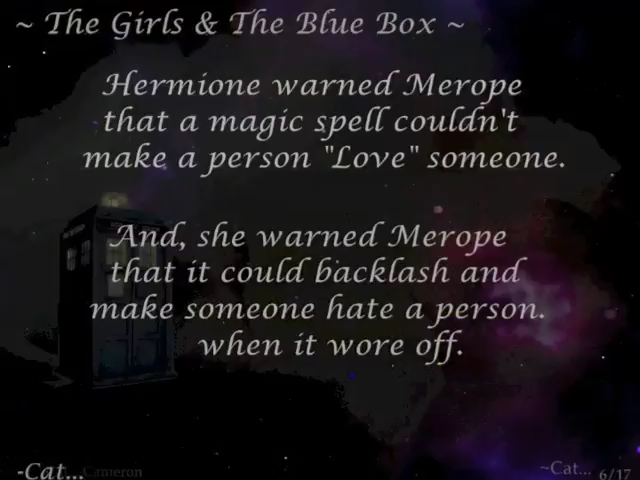 ~ The Girls & The Blue Box ~
Hermione warned Merope
that a magic spell couldn't
make a person "Love" someone.
And, she warned Merope
that it could backlash and
make someone hate a person.
when it wore off.
-Cat... Cameron
~Cat... 6/17